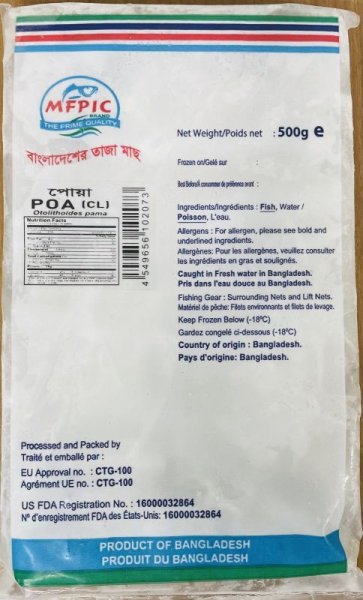 MFPIC
BRAND
THE PRIME QUALITY
বাংলাদেশের তাজা মাছ
পোয়া
POA (CL)
Otolithoides pama
Nutrition Facts
4 549656 102073
Net Weight/Poids net : 500g e
Frozen on/Gelé sur :
Best Before/A consommer de préférence avant :
Ingredients/Ingrédients : Fish, Water /
Poisson, L'eau.
Allergens : For allergen, please see bold and
underlined ingredients.
Allergènes: Pour les allergènes, veuillez consulter
les ingrédients en gras et soulignés.
Caught in Fresh water in Bangladesh.
Pris dans l'eau douce au Bangladesh.
Fishing Gear : Surrounding Nets and Lift Nets.
Matériel de pêche: Filets environnants et filets de levage.
Keep Frozen Below (-18ºC)
Gardez congelé ci-dessous (-18ºC)
Country of origin : Bangladesh.
Pays d'origine: Bangladesh.
Processed and Packed by
Traité et emballé par :
EU Approval no. : CTG-100
Agrément UE no. : CTG-100
US FDA Registration No. : 16000032864
Nº d'enregistrement FDA des États-Unis: 16000032864
PRODUCT OF BANGLADESH
PRODUIT DU BANGLADESH